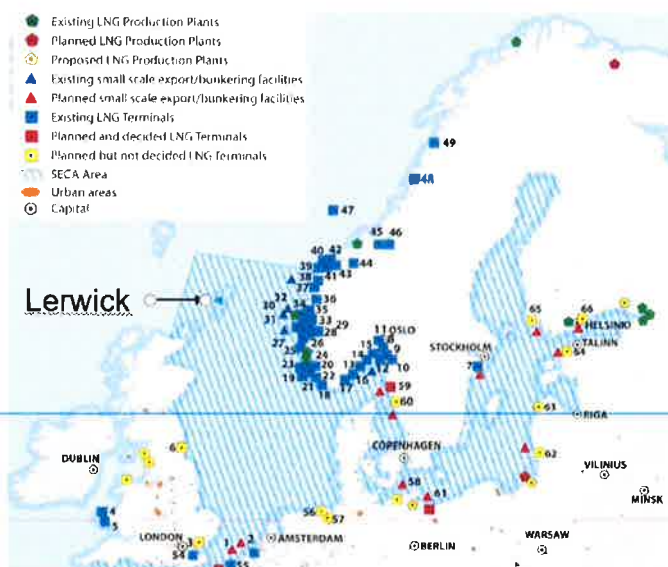 Existing LNG Production Plants
Planned LNG Production Plants
Proposed LNG Production Plants
Existing small scale export/bunkering facilities
Planned small scale export/bunkering facilities
Existing LNG Terminals
Planned and decided LNG Terminals
Planned but not decided LNG Terminals
SECA Area
Urban areas
Capital
49
48
47
45 46
40 42
39
44
38 41 43
37
Lerwick
32 36
30 34 35
31 33 29
28
27 26
25
24
23 20
19 22
21 18
11 OSLO
8
15 9
14
13 10
16 12
17
59
60
STOCKHOLM
7
65 66
HELSINKI
TALINN
64
63
RIGA
62
COPENHAGEN
58
61
VILINIUS
MINSK
DUBLIN
6
4
5
LONDON
3 1 2
54
55
56
57
AMSTERDAM
BERLIN
WARSAW